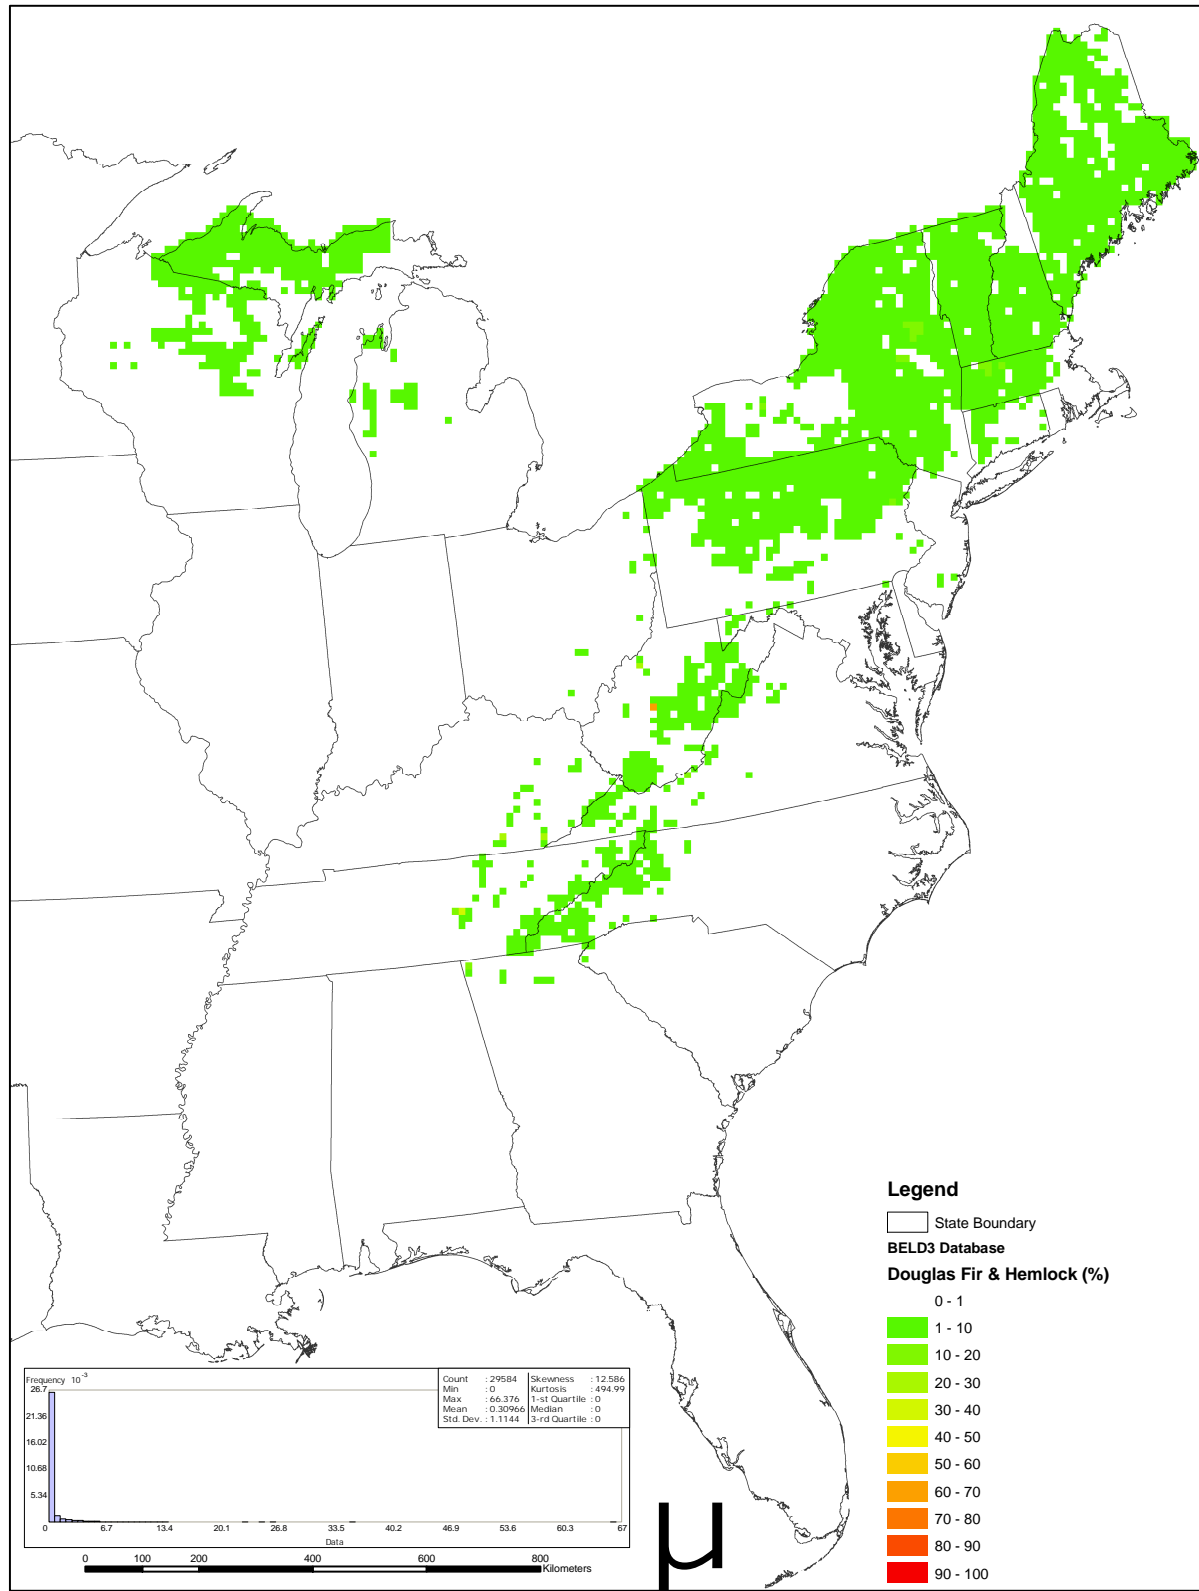 Legend
State Boundary
BELD3 Database
Douglas Fir & Hemlock (%)
0 - 1
1 - 10
10 - 20
20 - 30
30 - 40
40 - 50
50 - 60
60 - 70
70 - 80
80 - 90
90 - 100
Frequency 10 -3
26.7
21.36
16.02
10.68
5.34
0 6.7 13.4 20.1 26.8 33.5 40.2 46.9 53.6 60.3 67
Data
Count : 29584 Skewness : 12.586
Min : 0 Kurtosis : 494.99
Max : 66.376 1-st Quartile : 0
Mean : 0.30966 Median : 0
Std. Dev. : 1.1144 3-rd Quartile : 0
0 100 200 400 600 800
Kilometers
µ